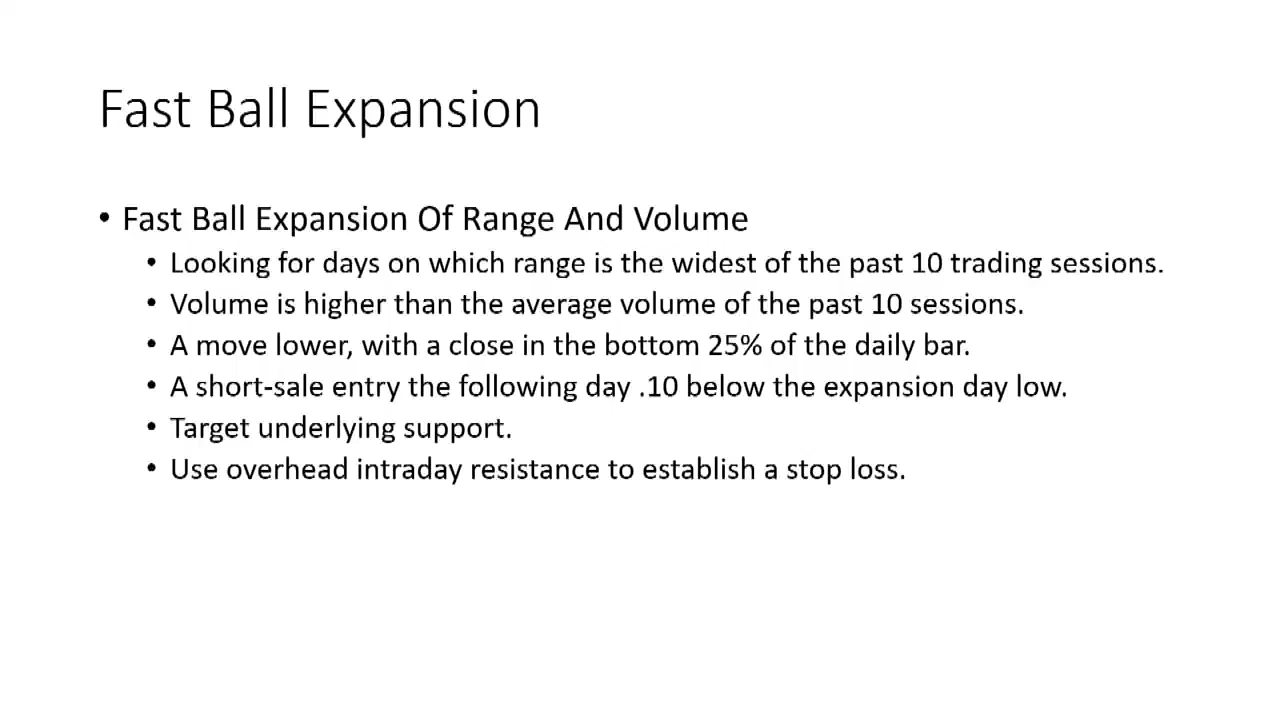 Fast Ball Expansion
• Fast Ball Expansion Of Range And Volume
• Looking for days on which range is the widest of the past 10 trading sessions.
• Volume is higher than the average volume of the past 10 sessions.
• A move lower, with a close in the bottom 25% of the daily bar.
• A short-sale entry the following day .10 below the expansion day low.
• Target underlying support.
• Use overhead intraday resistance to establish a stop loss.